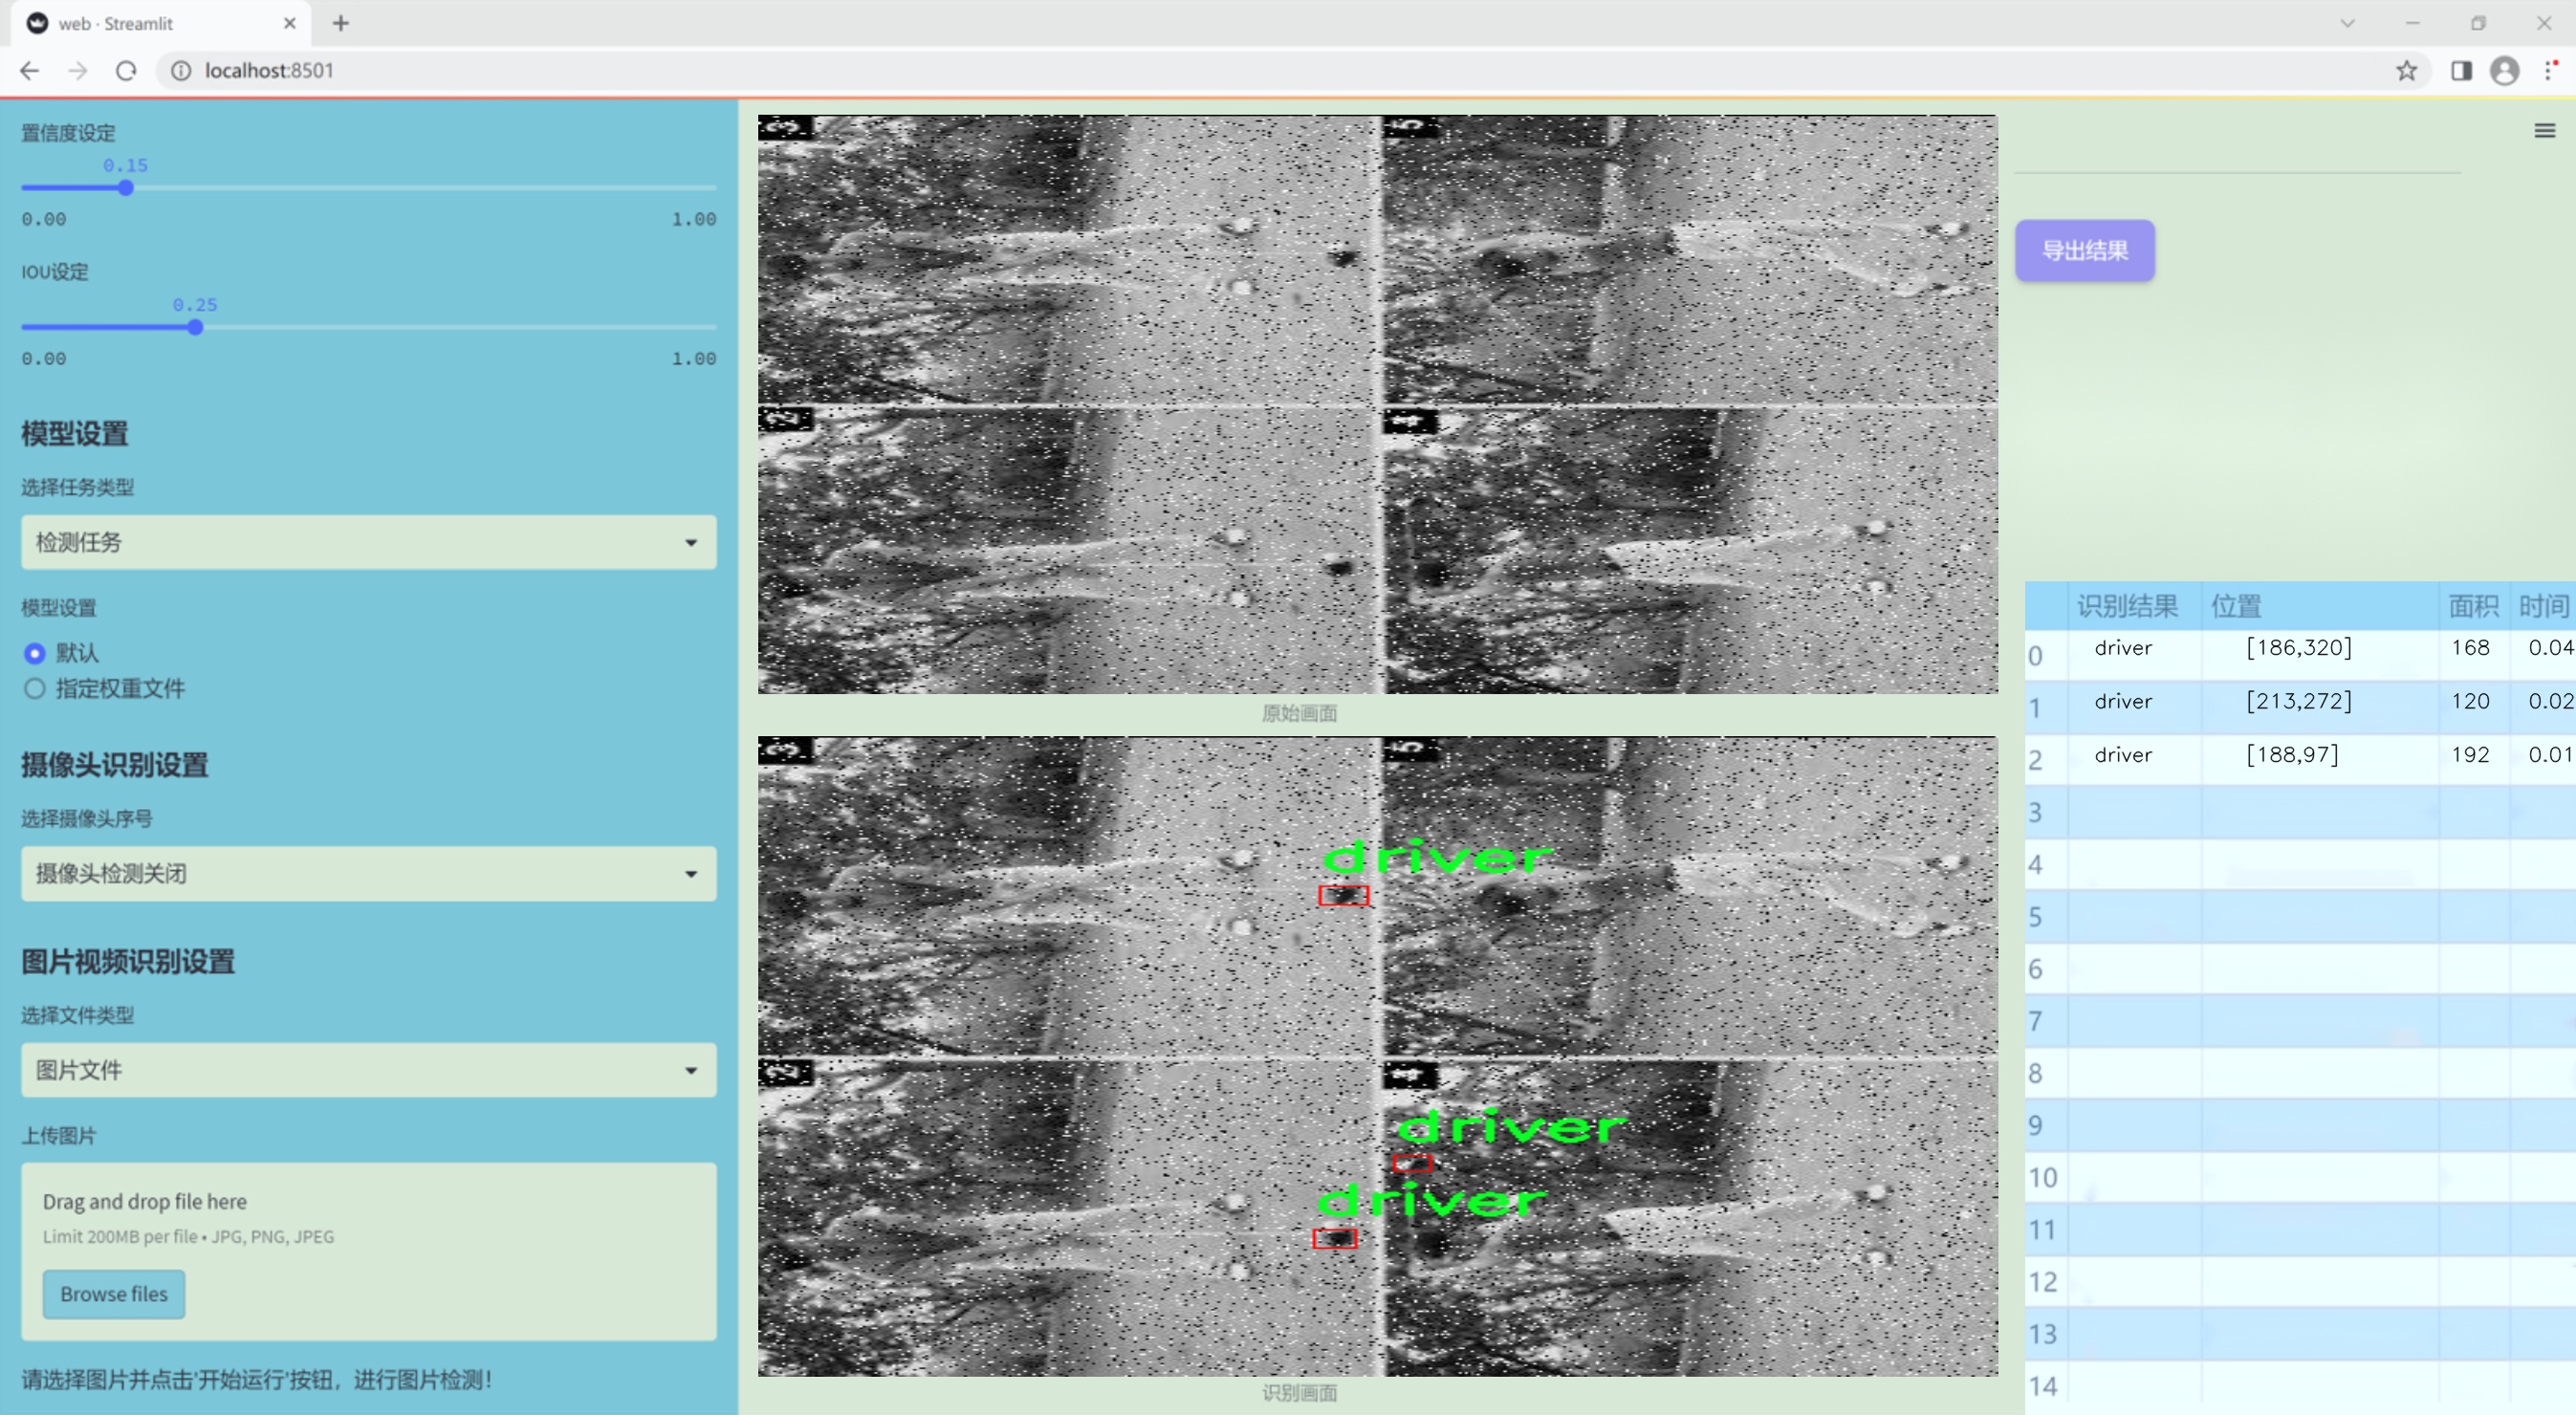 web · Streamlit
localhost:8501
置信度设定
0.15
0.00 1.00
IOU设定
0.25
0.00 1.00
模型设置
选择任务类型
检测任务
模型设置
默认
指定权重文件
摄像头识别设置
选择摄像头序号
摄像头检测关闭
图片视频识别设置
选择文件类型
图片文件
上传图片
Drag and drop file here
Limit 200MB per file • JPG, PNG, JPEG
Browse files
请选择图片并点击'开始运行'按钮，进行图片检测！
3 5
2 4
原始画面
3 5
driver
2 4
driver
driver
识别画面
导出结果
识别结果 位置 面积 时间
0 driver [186,320] 168 0.04
1 driver [213,272] 120 0.02
2 driver [188,97] 192 0.01
3
4
5
6
7
8
9
10
11
12
13
14